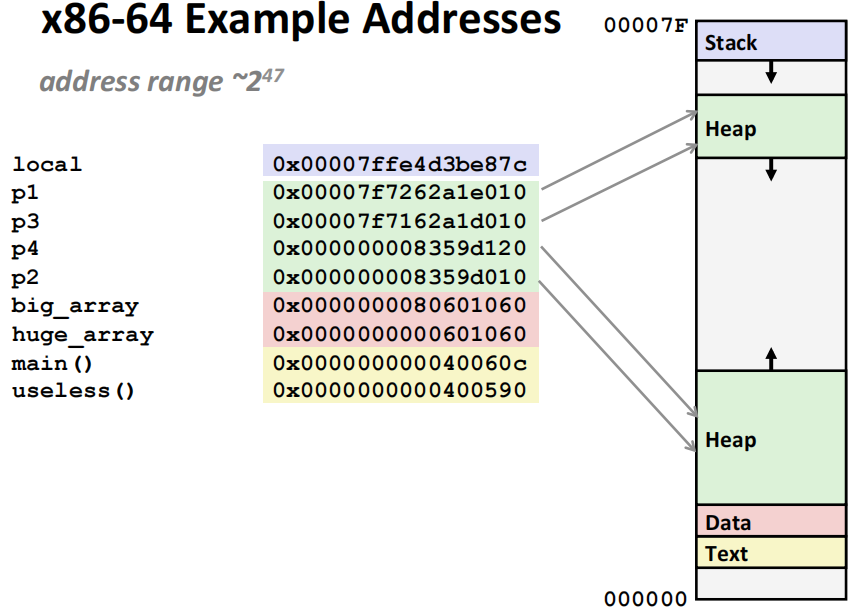 x86-64 Example Addresses
address range ~2^47
local 0x00007ffe4d3be87c
p1 0x00007f7262a1e010
p3 0x00007f7162a1d010
p4 0x000000008359d120
p2 0x000000008359d010
big_array 0x0000000080601060
huge_array 0x0000000000601060
main() 0x000000000040060c
useless() 0x0000000000400590
00007F
Stack
Heap
Heap
Data
Text
000000